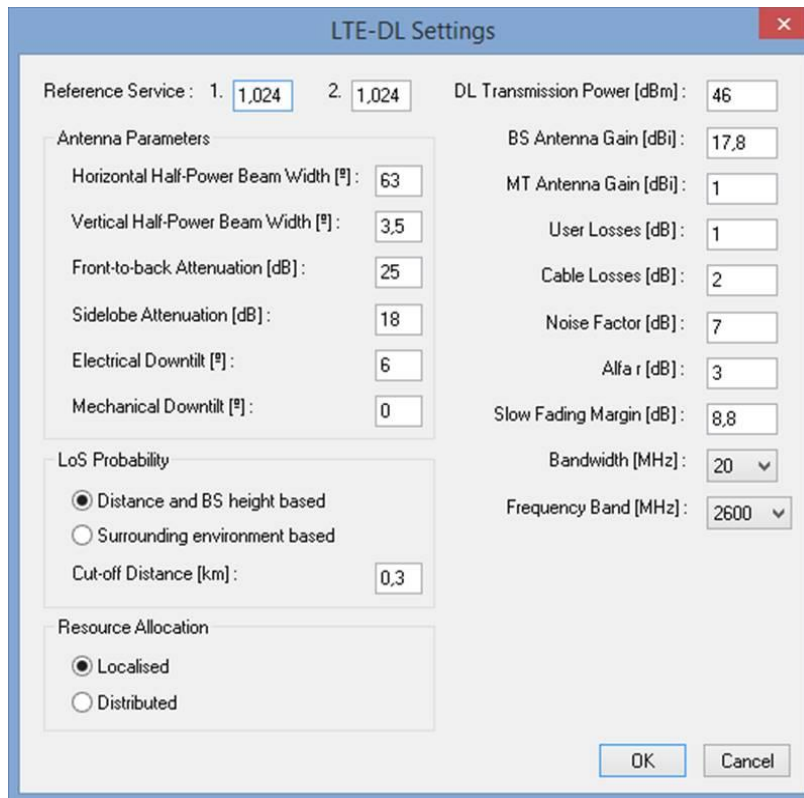 LTE-DL Settings
Reference Service : 1. 1,024 2. 1,024
Antenna Parameters
Horizontal Half-Power Beam Width [º] : 63
Vertical Half-Power Beam Width [º] : 3,5
Front-to-back Attenuation [dB] : 25
Sidelobe Attenuation [dB] : 18
Electrical Downtilt [º] : 6
Mechanical Downtilt [º] : 0
LoS Probability
Distance and BS height based
Surrounding environment based
Cut-off Distance [km] : 0,3
Resource Allocation
Localised
Distributed
DL Transmission Power [dBm] : 46
BS Antenna Gain [dBi] : 17,8
MT Antenna Gain [dBi] : 1
User Losses [dB] : 1
Cable Losses [dB] : 2
Noise Factor [dB] : 7
Alfa r [dB] : 3
Slow Fading Margin [dB] : 8,8
Bandwidth [MHz] : 20
Frequency Band [MHz] : 2600
OK Cancel